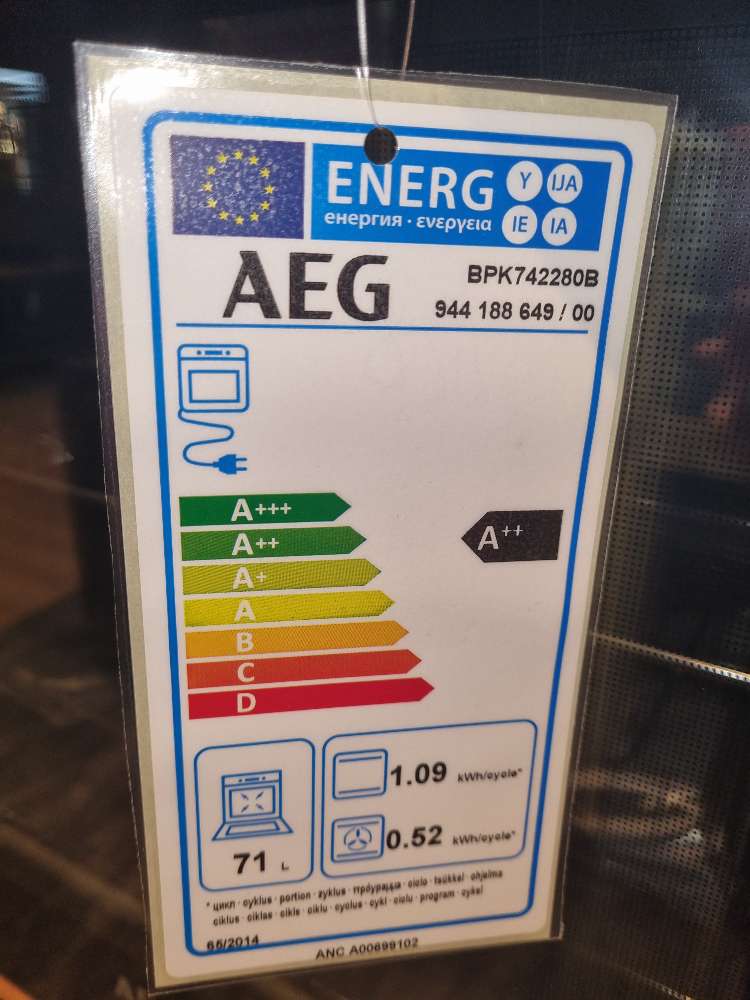 ENERG Y IJA
енергия · ενεργεια IE IA
AEG
BPK742280B
944 188 649 / 00
A+++
A++
A+
A
B
C
D
A++
71 L
1.09 kWh/cycle*
0.52 kWh/cycle*
* цикл · cyklus · portion · zyklus · πρόγραμμα · ciclo · tsükkel · ohjelma
ciklus · ciklas · cikls · ciklu · cyclus · cykl · ciclu · program · cykel
65/2014
ANC A00699102